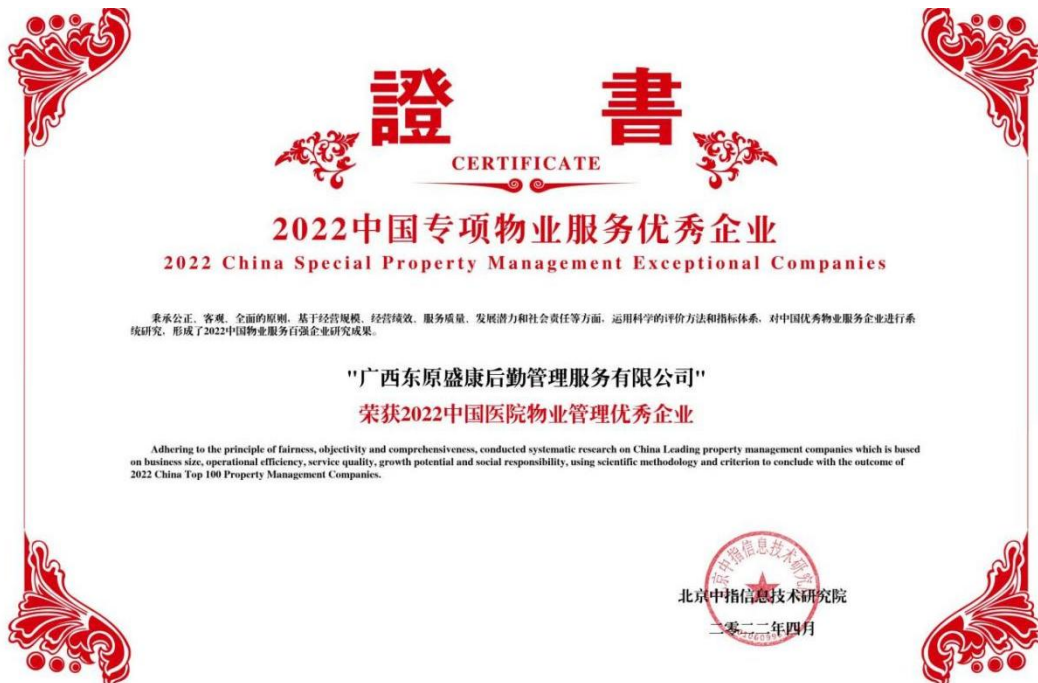 證 書
CERTIFICATE
2022中国专项物业服务优秀企业
2022 China Special Property Management Exceptional Companies
秉承公正、客观、全面的原则，基于经营规模、经营绩效、服务质量、发展潜力和社会责任等方面，运用科学的评价方法和指标体系，对中国优秀物业服务企业进行系
统研究，形成了2022中国物业服务百强企业研究成果。
"广西东原盛康后勤管理服务有限公司"
荣获2022中国医院物业管理优秀企业
Adhering to the principle of fairness, objectivity and comprehensiveness, conducted systematic research on China Leading property management companies which is based
on business size, operational efficiency, service quality, growth potential and social responsibility, using scientific methodology and criterion to conclude with the outcome of
2022 China Top 100 Property Management Companies.
北京中指信息技术研究院
二零二二年四月